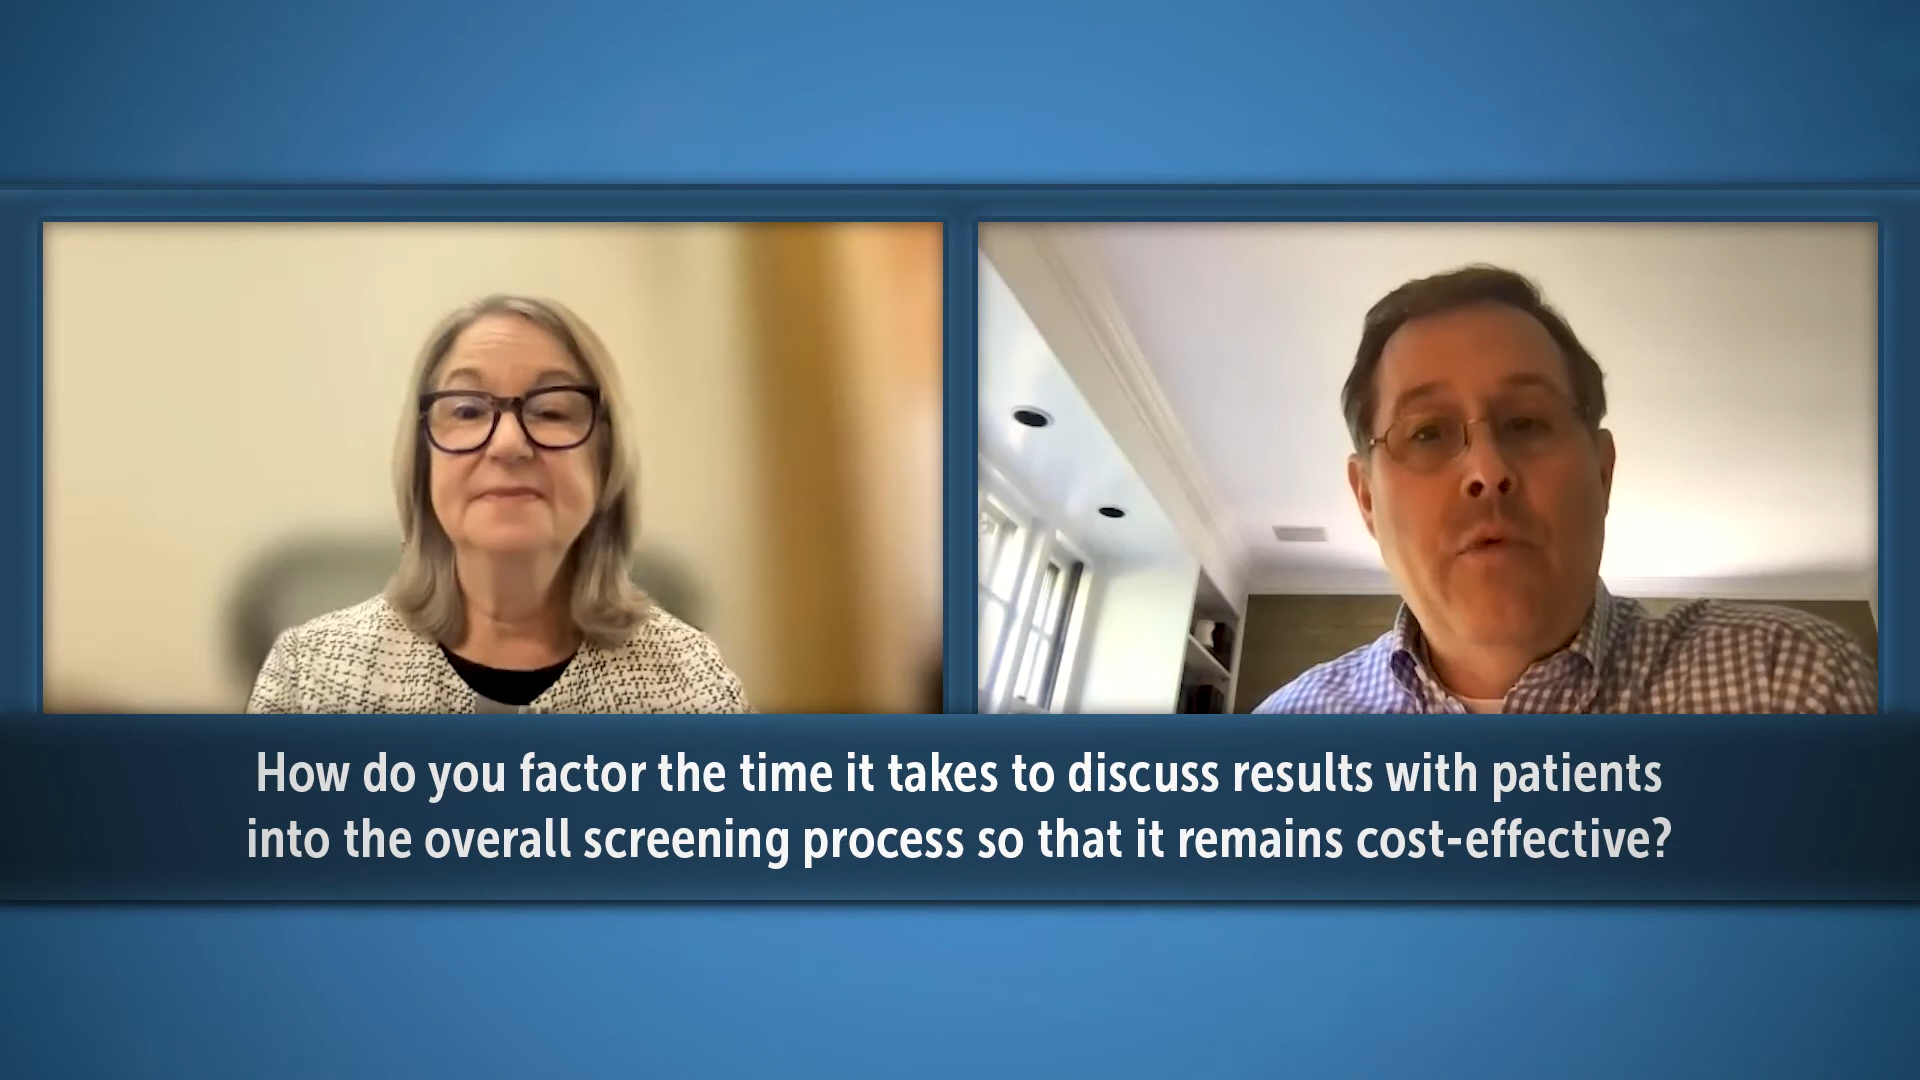 How do you factor the time it takes to discuss results with patients
into the overall screening process so that it remains cost-effective?